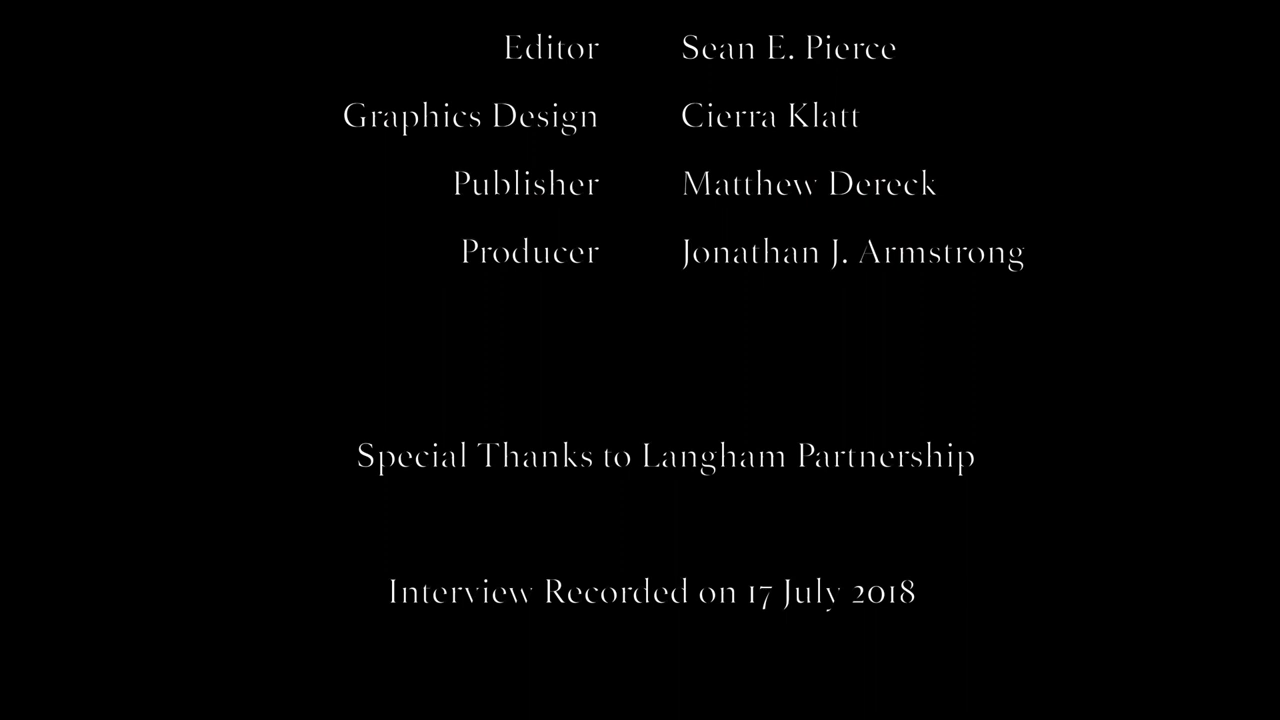 Editor Sean E. Pierce
Graphics Design Cierra Klatt
Publisher Matthew Dereck
Producer Jonathan J. Armstrong
Special Thanks to Langham Partnership
Interview Recorded on 17 July 2018